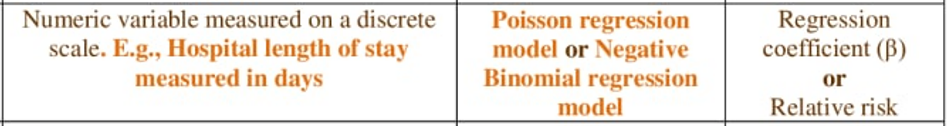 Numeric variable measured on a discrete
scale. E.g., Hospital length of stay
measured in days
Poisson regression
model or Negative
Binomial regression
model
Regression
coefficient (β)
or
Relative risk